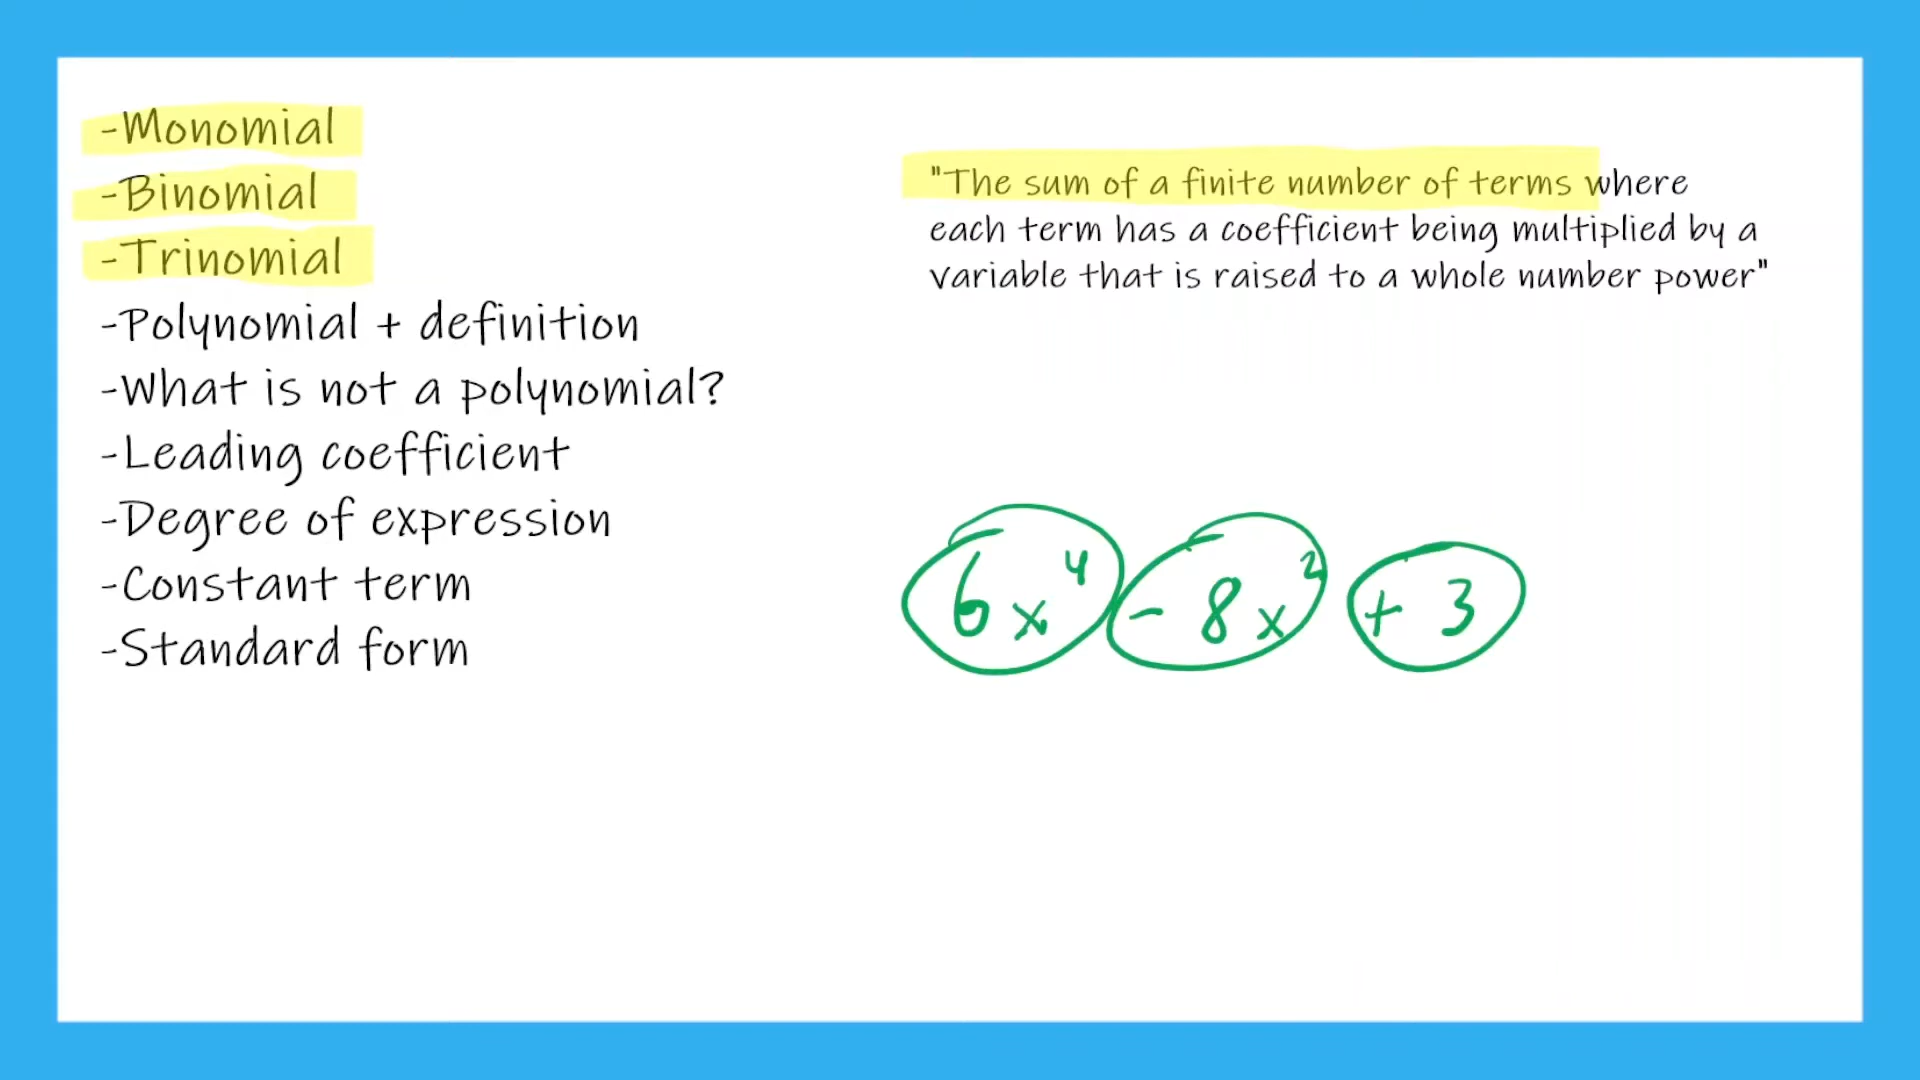 -Monomial
-Binomial
-Trinomial
-Polynomial + definition
-What is not a polynomial?
-Leading coefficient
-Degree of expression
-Constant term
-Standard form
"The sum of a finite number of terms where
each term has a coefficient being multiplied by a
variable that is raised to a whole number power"
6x⁴ - 8x² + 3